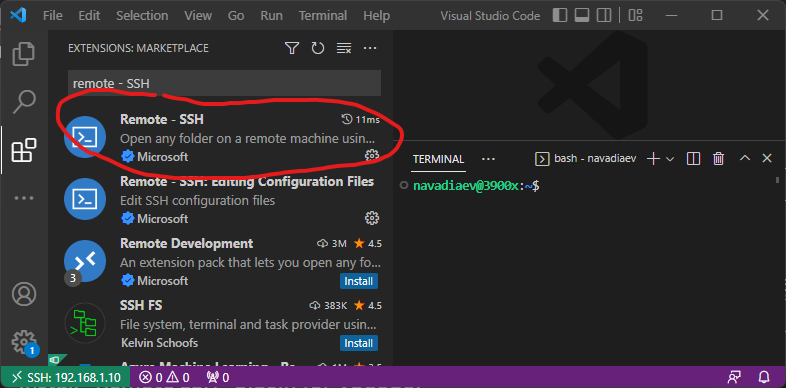 File Edit Selection View Go Run Terminal Help Visual Studio Code
EXTENSIONS: MARKETPLACE
remote - SSH
Remote - SSH 11ms
Open any folder on a remote machine usin...
Microsoft
Remote - SSH: Editing Configuration Files
Edit SSH configuration files
Microsoft
Remote Development 3M 4.5
An extension pack that lets you open any fo...
3 Microsoft Install
SSH FS 383K 4.5
File system, terminal and task provider usin...
Kelvin Schoofs Install
TERMINAL bash - navadiaev
navadiaev@3900x:~$
1
SSH: 192.168.1.10 0 0 0